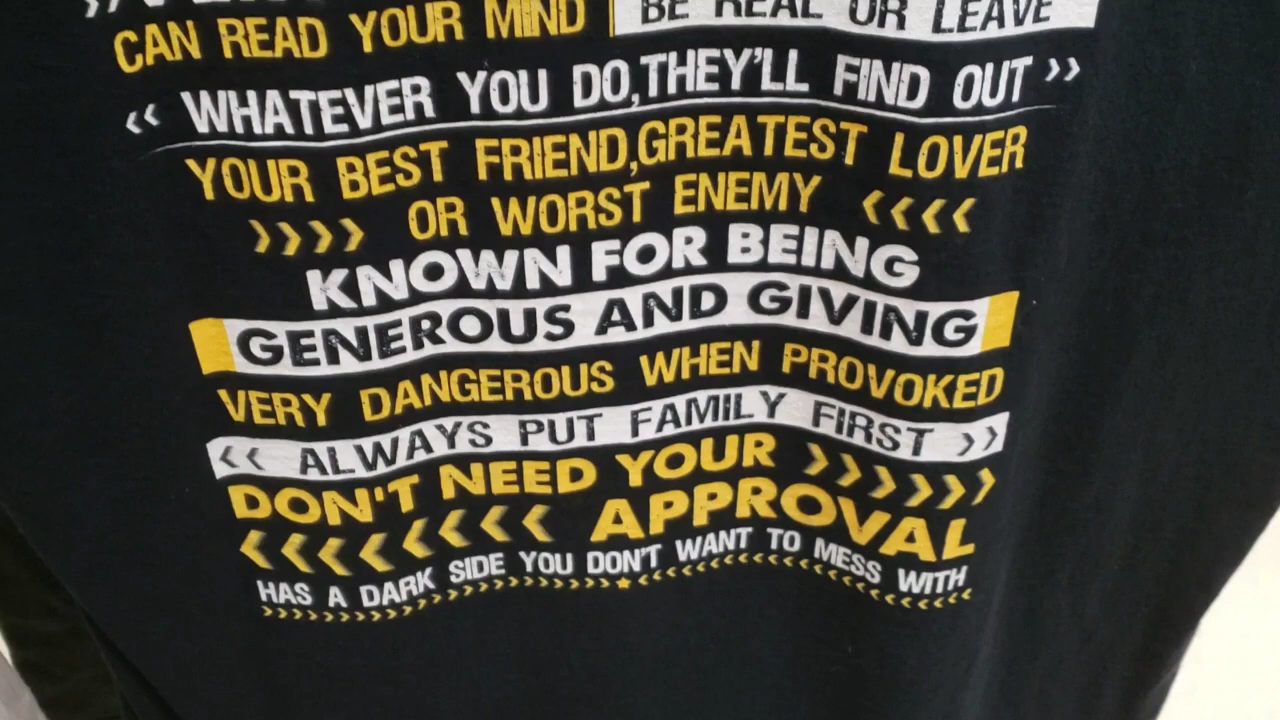 CAN READ YOUR MIND BE REAL OR LEAVE
WHATEVER YOU DO,THEY'LL FIND OUT
YOUR BEST FRIEND,GREATEST LOVER
OR WORST ENEMY
KNOWN FOR BEING
GENEROUS AND GIVING
VERY DANGEROUS WHEN PROVOKED
ALWAYS PUT FAMILY FIRST
DON'T NEED YOUR
APPROVAL
HAS A DARK SIDE YOU DON'T WANT TO MESS WITH